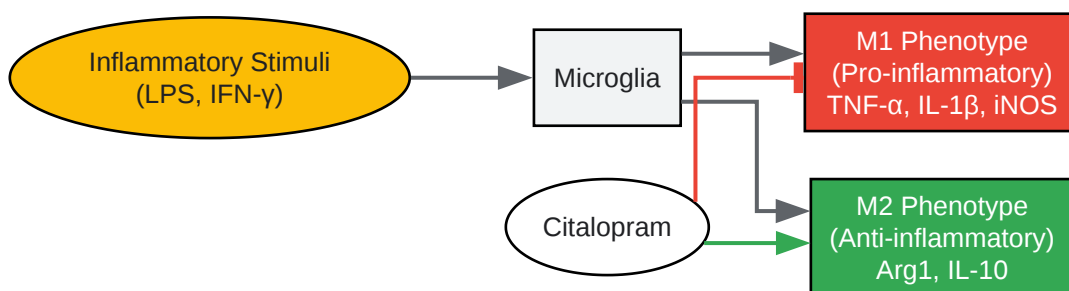 Inflammatory Stimuli
(LPS, IFN-γ)
Microglia
M1 Phenotype
(Pro-inflammatory)
TNF-α, IL-1β, iNOS
Citalopram
M2 Phenotype
(Anti-inflammatory)
Arg1, IL-10